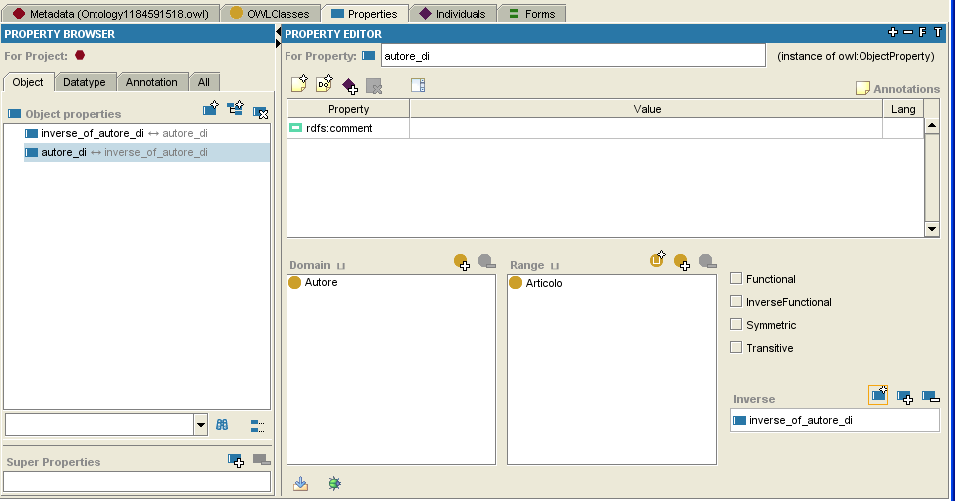 Metadata (Ontology1184591518.owl)
OWLClasses
Properties
Individuals
Forms
PROPERTY BROWSER
For Project:
Object
Datatype
Annotation
All
Object properties
inverse_of_autore_di ↔ autore_di
autore_di ↔ inverse_of_autore_di
Super Properties
PROPERTY EDITOR
F T
For Property: autore_di (instance of owl:ObjectProperty)
Annotations
Property Value Lang
rdfs:comment
Domain ⊔
Autore
Range ⊔
Articolo
Functional
InverseFunctional
Symmetric
Transitive
Inverse
inverse_of_autore_di